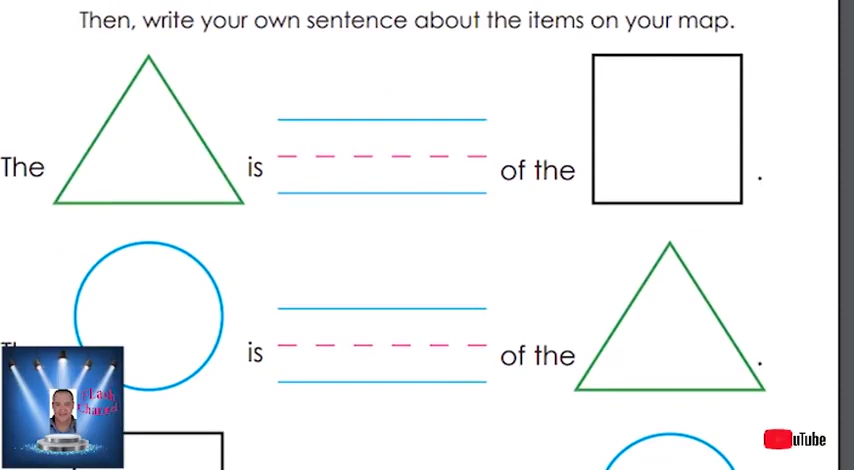 Then, write your own sentence about the items on your map.
The is of the .
is of the .
fLash
Channel
uTube